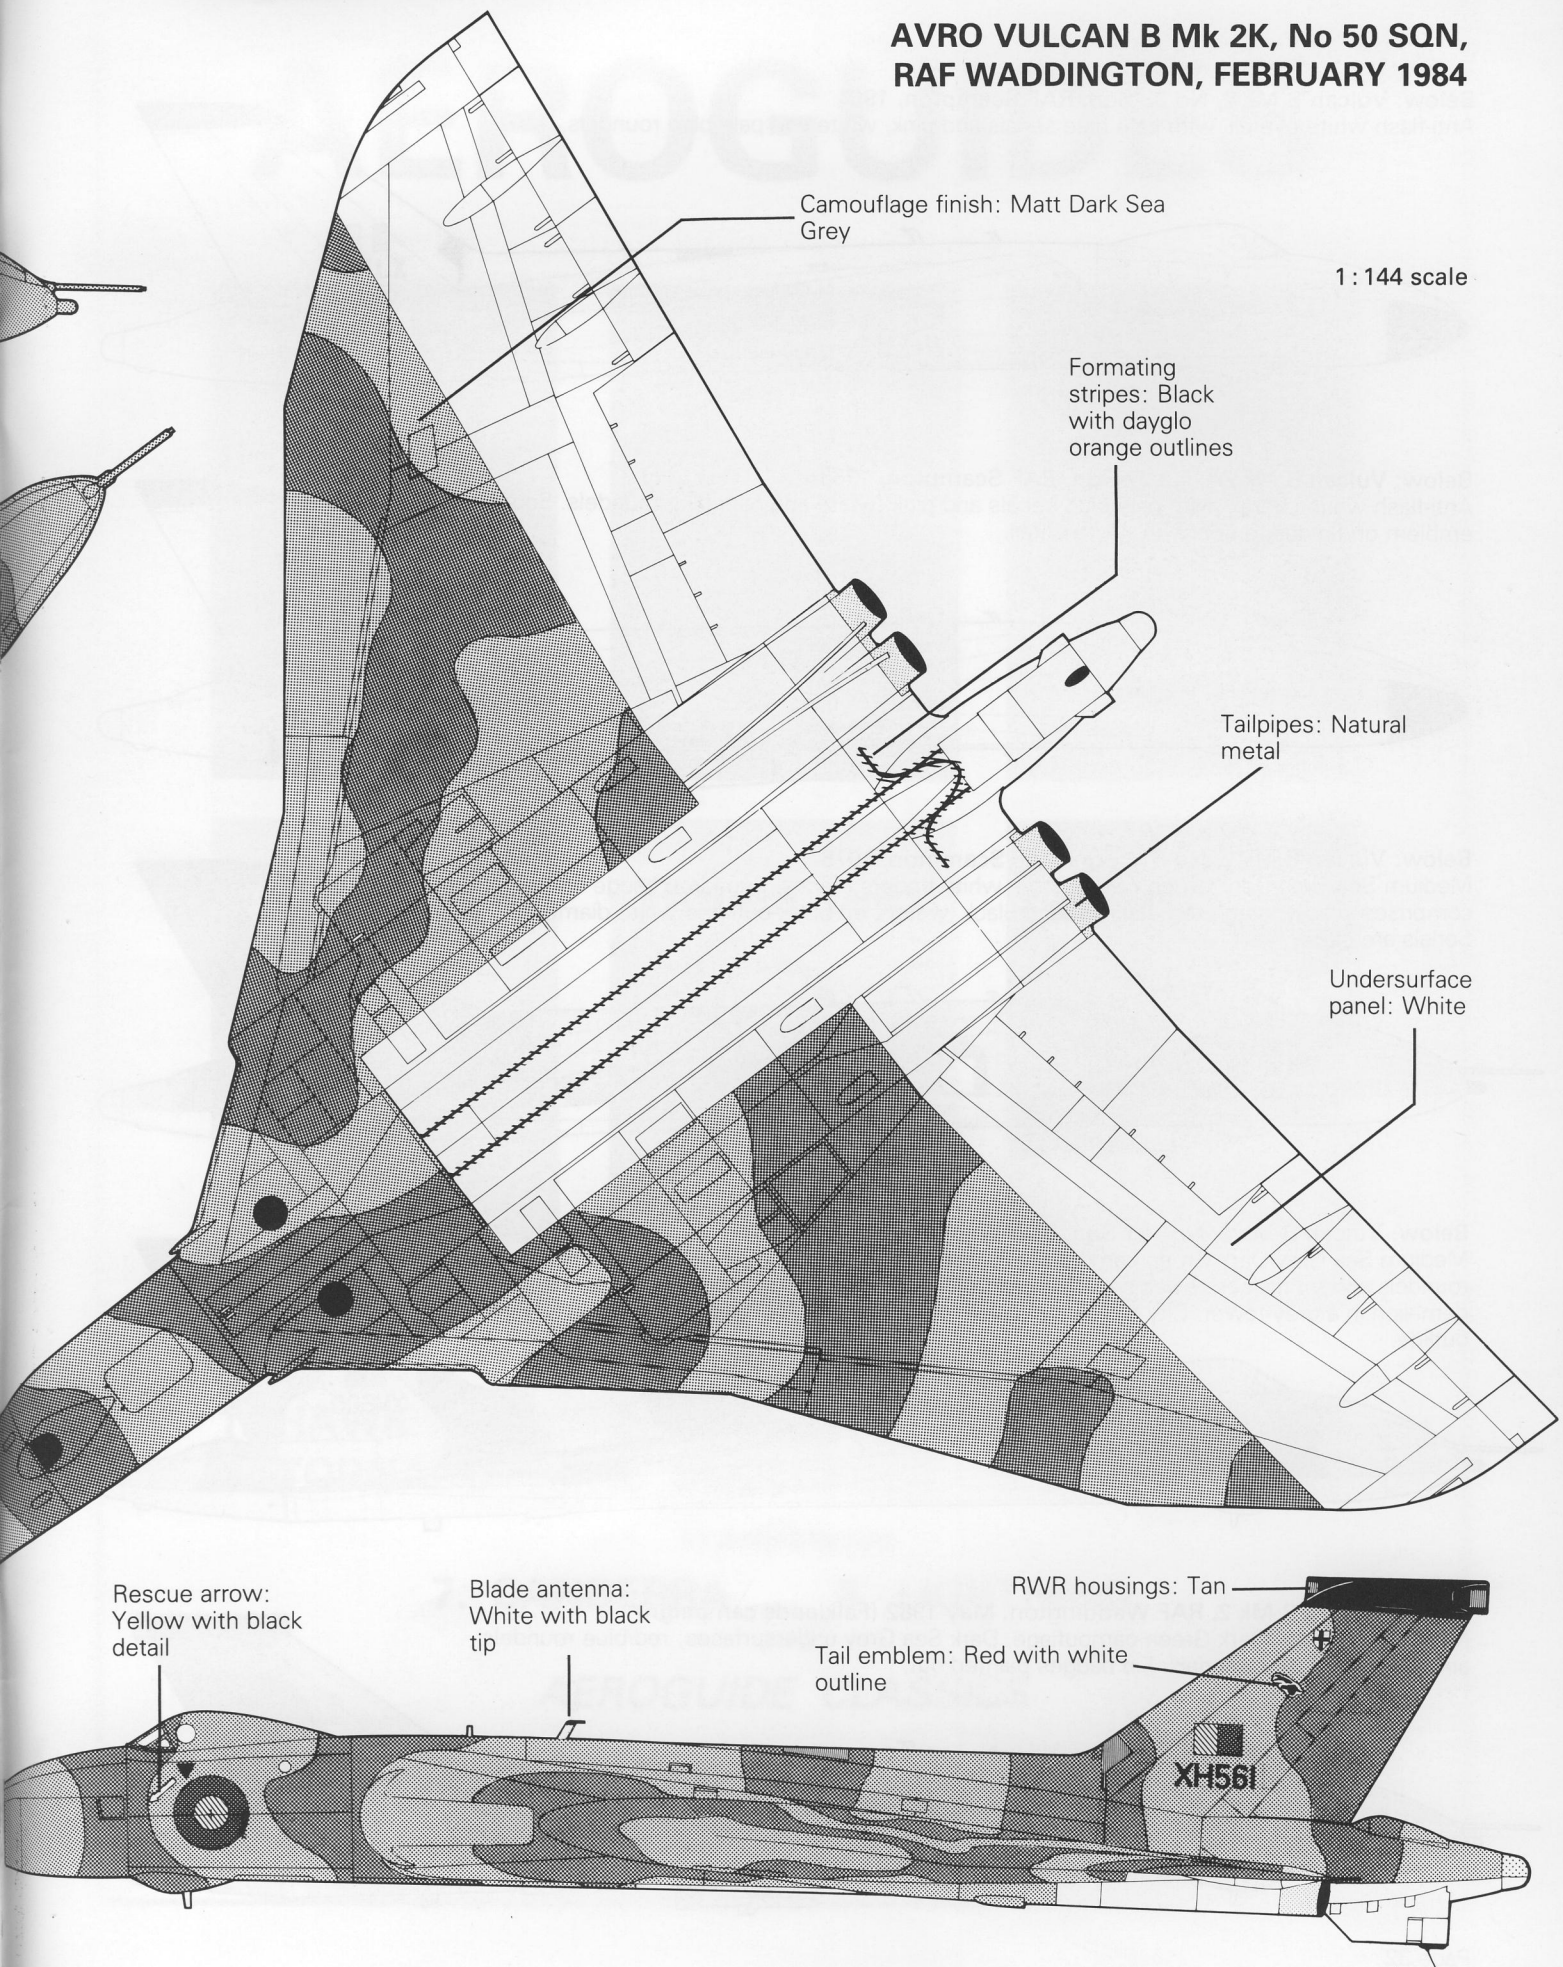 AVRO VULCAN B Mk 2K, No 50 SQN,
RAF WADDINGTON, FEBRUARY 1984
Camouflage finish: Matt Dark Sea
Grey
1:144 scale
Formating
stripes: Black
with dayglo
orange outlines
Tailpipes: Natural
metal
Undersurface
panel: White
Rescue arrow:
Yellow with black
detail
Blade antenna:
White with black
tip
RWR housings: Tan
Tail emblem: Red with white
outline
XH561